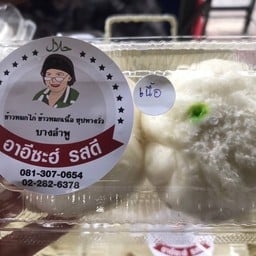 حلال
ข้าวหมกไก่ ข้าวหมกเนื้อ ซุปหางวัว
บางลำพู
อาอีซะฮ์ รสดี
081-307-0654
02-282-6378
เนื้อ